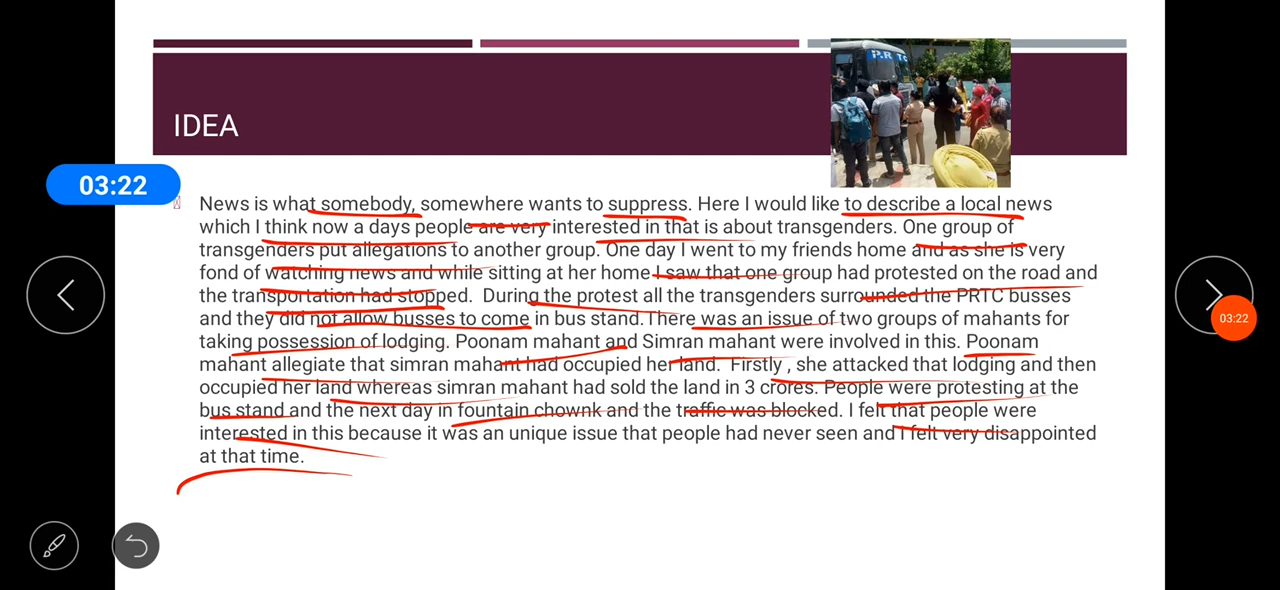 P.R TC
IDEA
03:22
News is what somebody, somewhere wants to suppress. Here I would like to describe a local news
which I think now a days people are very interested in that is about transgenders. One group of
transgenders put allegations to another group. One day I went to my friends home and as she is very
fond of watching news and while sitting at her home I saw that one group had protested on the road and
the transportation had stopped. During the protest all the transgenders surrounded the PRTC busses
and they did not allow busses to come in bus stand.There was an issue of two groups of mahants for
taking possession of lodging. Poonam mahant and Simran mahant were involved in this. Poonam
mahant allegiate that simran mahant had occupied her land. Firstly , she attacked that lodging and then
occupied her land whereas simran mahant had sold the land in 3 crores. People were protesting at the
bus stand and the next day in fountain chownk and the traffic was blocked. I felt that people were
interested in this because it was an unique issue that people had never seen and I felt very disappointed
at that time.
03:22